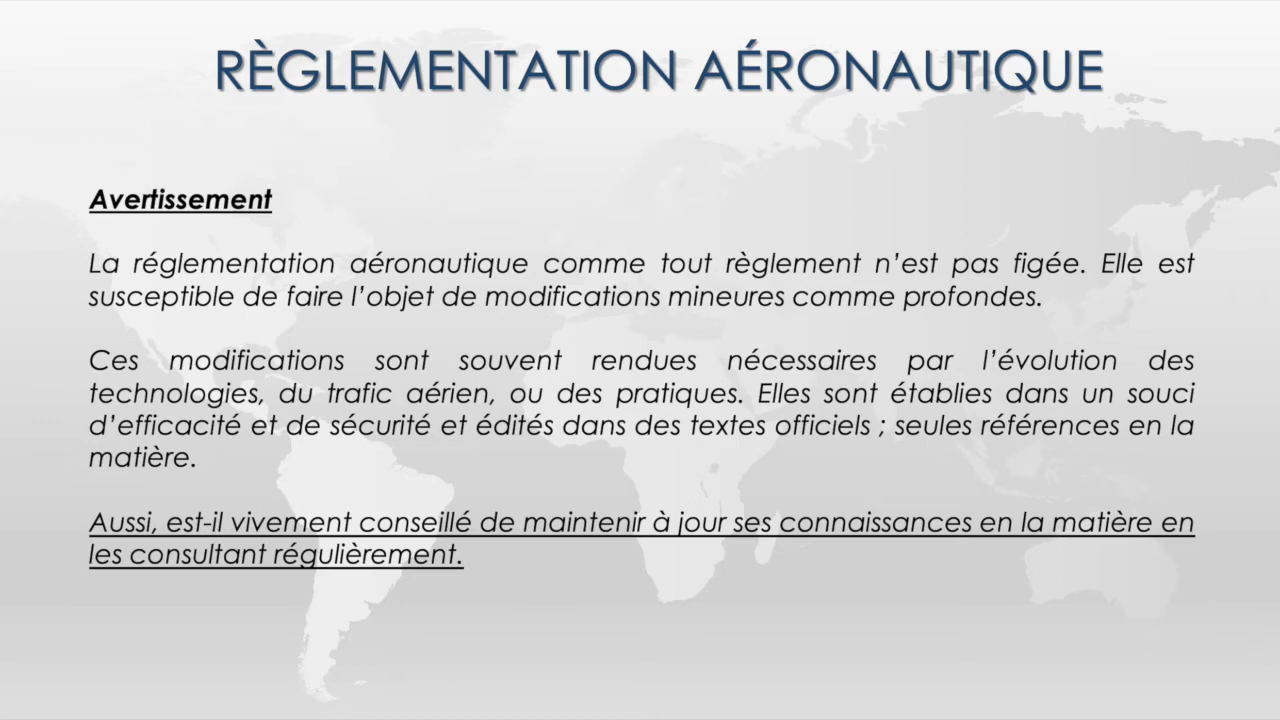 RÈGLEMENTATION AÉRONAUTIQUE
Avertissement
La réglementation aéronautique comme tout règlement n’est pas figée. Elle est
susceptible de faire l’objet de modifications mineures comme profondes.
Ces modifications sont souvent rendues nécessaires par l’évolution des
technologies, du trafic aérien, ou des pratiques. Elles sont établies dans un souci
d’efficacité et de sécurité et édités dans des textes officiels ; seules références en la
matière.
Aussi, est-il vivement conseillé de maintenir à jour ses connaissances en la matière en
les consultant régulièrement.